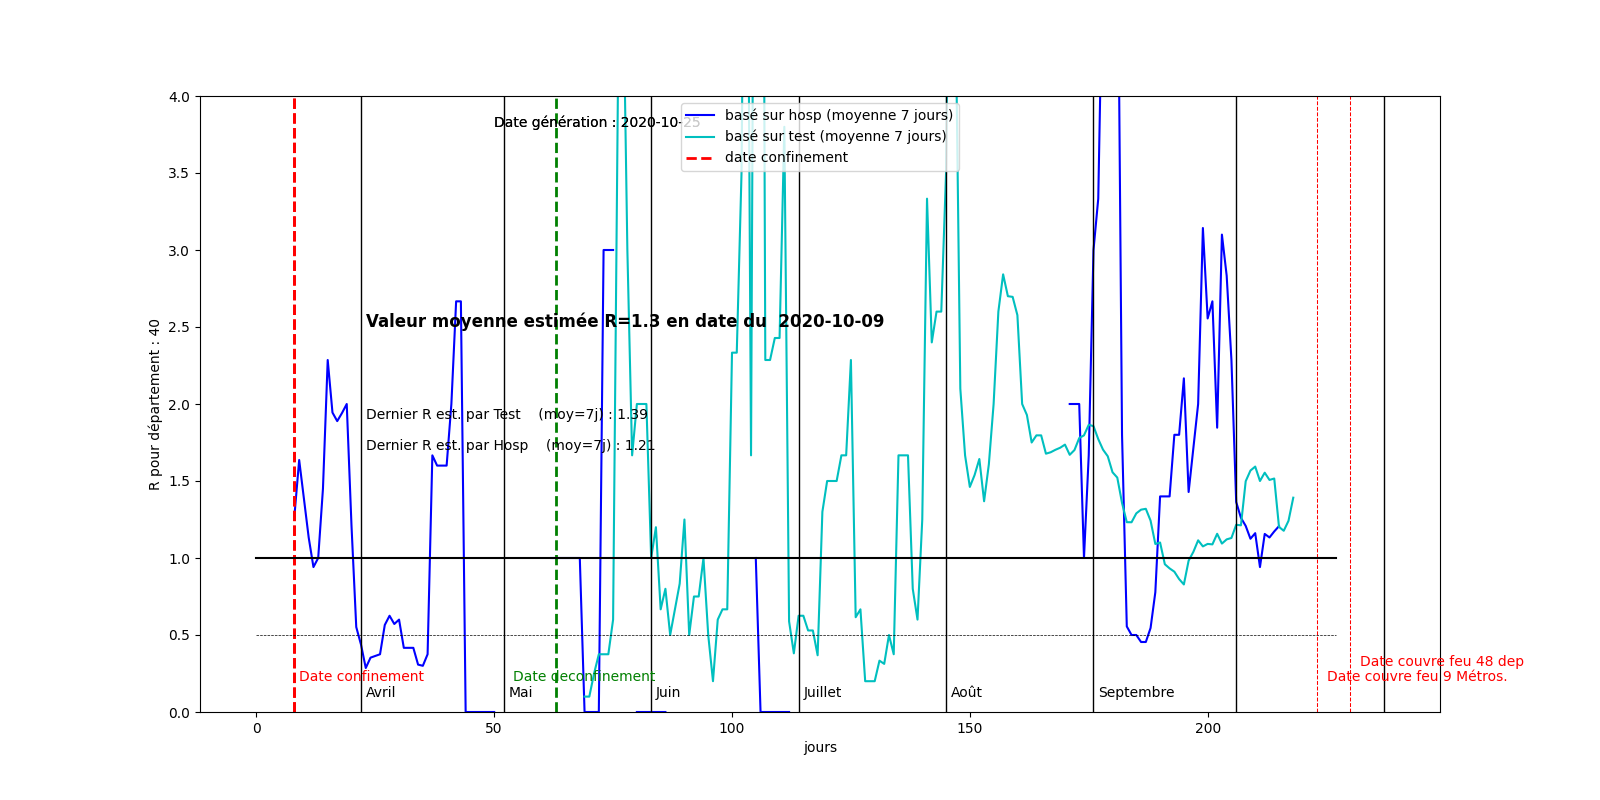 Date génération : 2020-10-25
basé sur hosp (moyenne 7 jours)
basé sur test (moyenne 7 jours)
date confinement
4.0
3.5
3.0
2.5
2.0
1.5
1.0
0.5
0.0
R pour département : 40
Valeur moyenne estimée R=1.3 en date du  2020-10-09
Dernier R est. par Test    (moy=7j) : 1.39
Dernier R est. par Hosp    (moy=7j) : 1.21
Date couvre feu 48 dep
Date confinement
Date deconfinement
Date couvre feu 9 Métros.
Avril
Mai
Juin
Juillet
Août
Septembre
0
50
100
150
200
jours